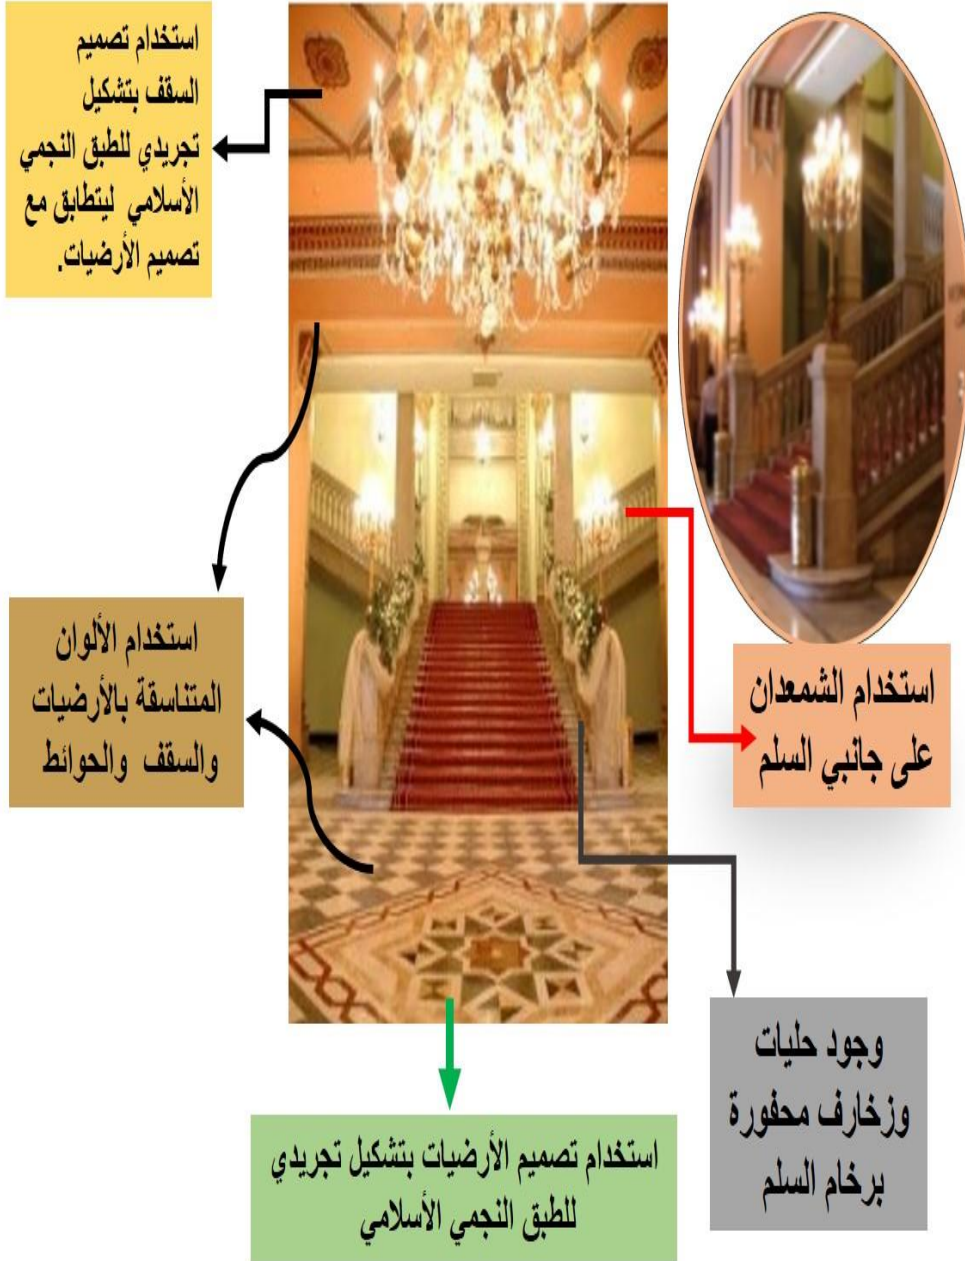 استخدام تصميم
السقف بتشكيل
تجريدي للطبق النجمي
الأسلامي ليتطابق مع
تصميم الأرضيات.
استخدام الألوان
المتناسقة بالأرضيات
والسقف والحوائط
استخدام الشمعدان
على جانبي السلم
وجود حليات
وزخارف محفورة
برخام السلم
استخدام تصميم الأرضيات بتشكيل تجريدي
للطبق النجمي الأسلامي